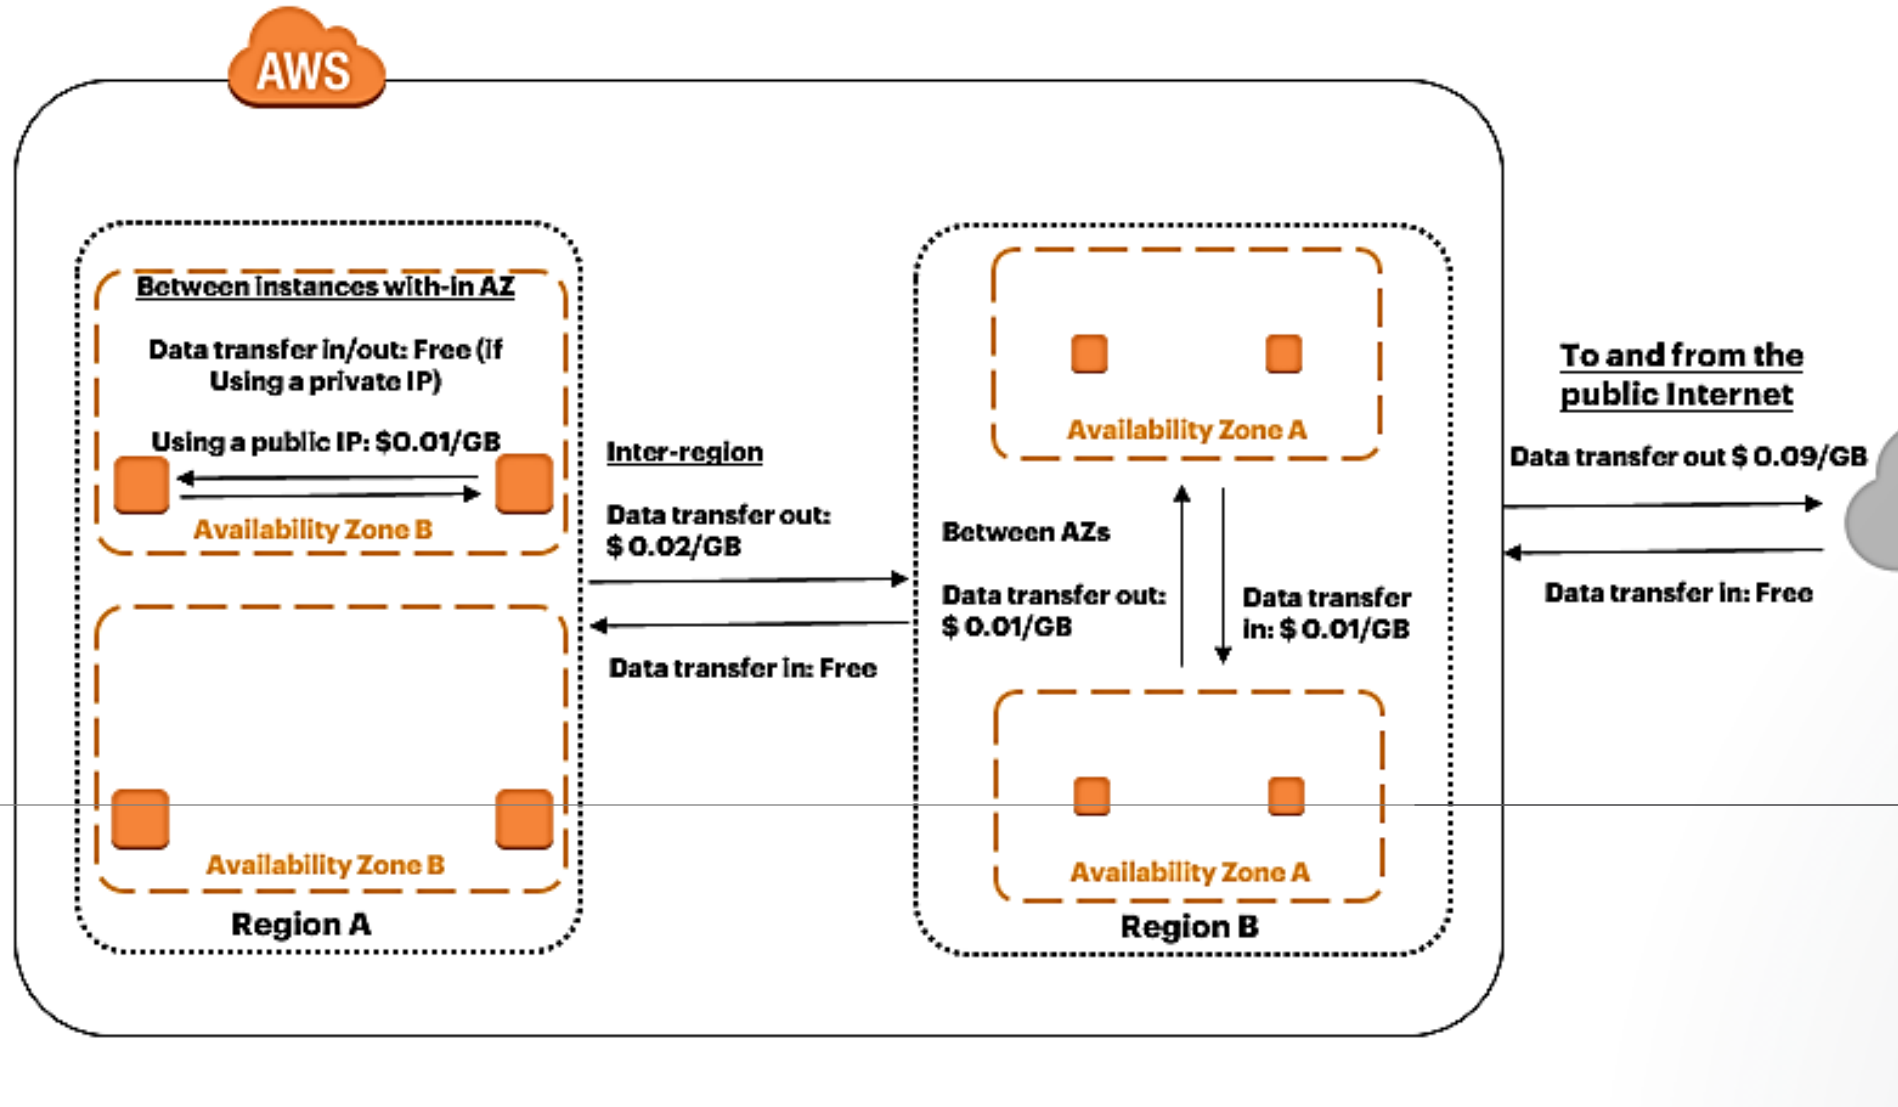 AWS
Between instances with-in AZ
Data transfer in/out: Free (if
Using a private IP)
Using a public IP: $0.01/GB
Availability Zone B
Availability Zone B
Region A
Inter-region
Data transfer out:
$ 0.02/GB
Data transfer in: Free
Availability Zone A
Between AZs
Data transfer out:
$ 0.01/GB
Data transfer
in: $ 0.01/GB
Availability Zone A
Region B
To and from the
public Internet
Data transfer out $ 0.09/GB
Data transfer in: Free